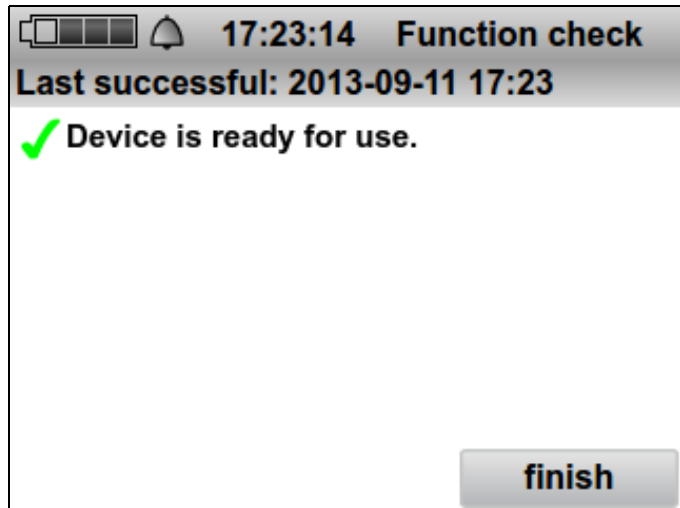 17:23:14 Function check
Last successful: 2013-09-11 17:23
Device is ready for use.
finish